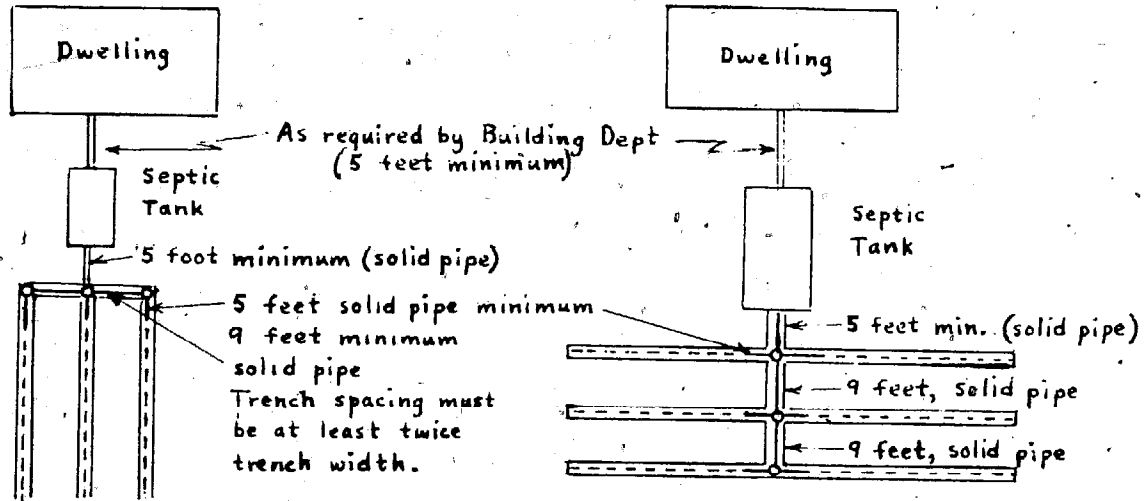 Dwelling
Dwelling
As required by Building Dept
(5 feet minimum)
Septic
Tank
Septic
Tank
5 foot minimum (solid pipe)
5 feet solid pipe minimum
9 feet minimum
solid pipe
Trench spacing must
be at least twice
trench width.
5 feet min. (solid pipe)
9 feet, solid pipe
9 feet, solid pipe